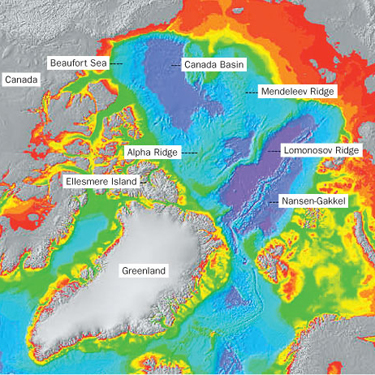 Beaufort Sea
Canada Basin
Canada
Mendeleev Ridge
Alpha Ridge
Lomonosov Ridge
Ellesmere Island
Nansen-Gakkel
Greenland